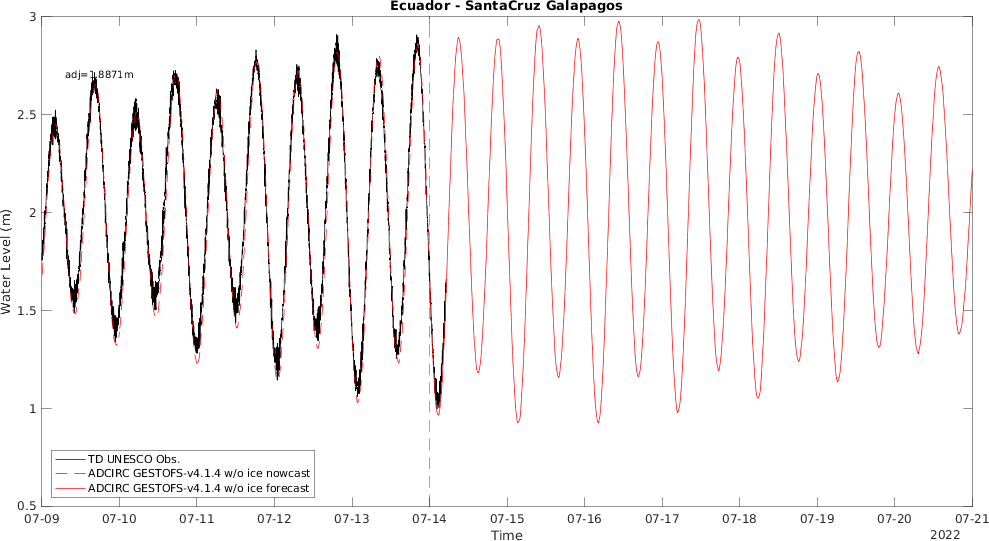 Ecuador - SantaCruz Galapagos
adj=1.8871m
3
2.5
2
1.5
1
0.5
Water Level (m)
TD UNESCO Obs.
ADCIRC GESTOFS-v4.1.4 w/o ice nowcast
ADCIRC GESTOFS-v4.1.4 w/o ice forecast
07-09 07-10 07-11 07-12 07-13 07-14 07-15 07-16 07-17 07-18 07-19 07-20 07-21
Time
2022